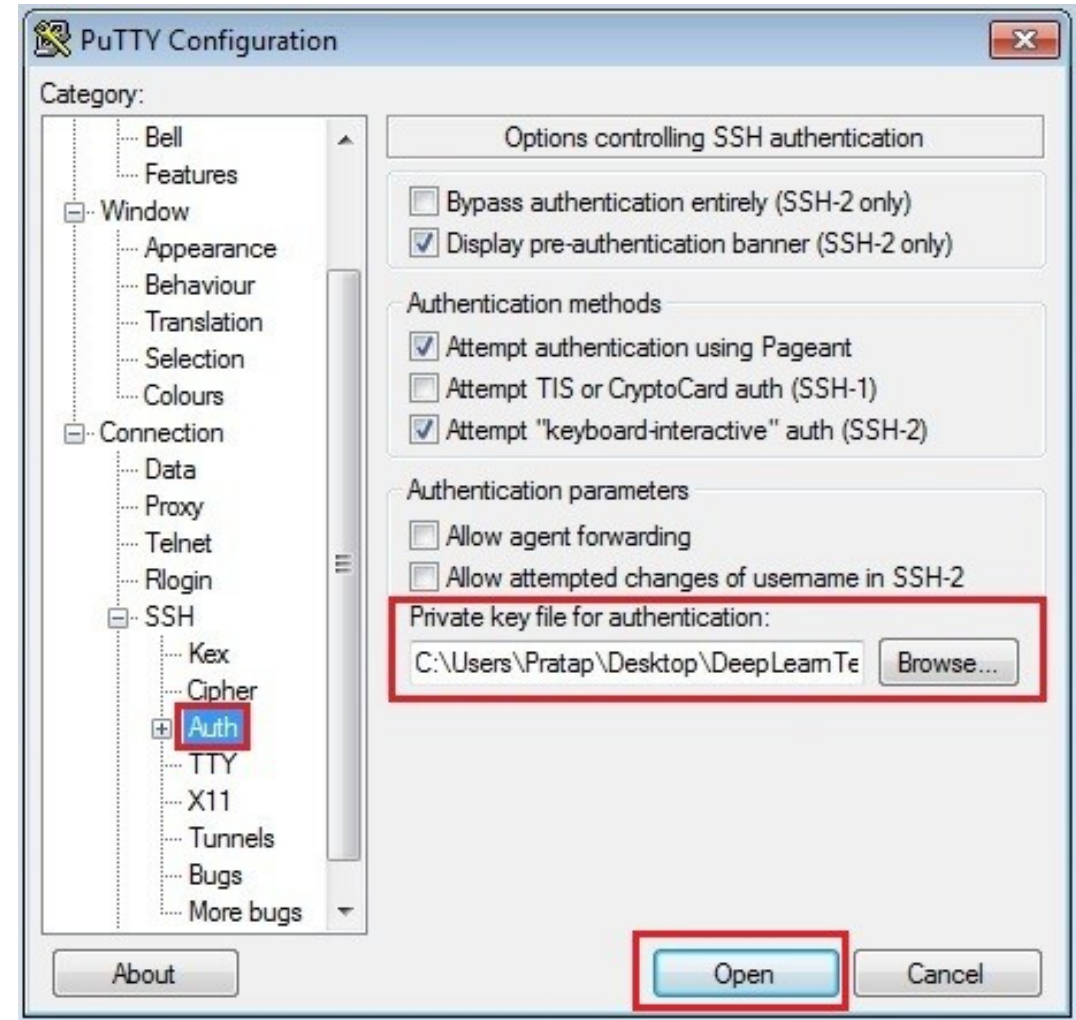 PuTTY Configuration
Category:
Bell
Features
Window
Appearance
Behaviour
Translation
Selection
Colours
Connection
Data
Proxy
Telnet
Rlogin
SSH
Kex
Cipher
Auth
TTY
X11
Tunnels
Bugs
More bugs
Options controlling SSH authentication
Bypass authentication entirely (SSH-2 only)
Display pre-authentication banner (SSH-2 only)
Authentication methods
Attempt authentication using Pageant
Attempt TIS or CryptoCard auth (SSH-1)
Attempt "keyboard-interactive" auth (SSH-2)
Authentication parameters
Allow agent forwarding
Allow attempted changes of username in SSH-2
Private key file for authentication:
C:\Users\Pratap\Desktop\DeepLearnTe Browse...
About Open Cancel